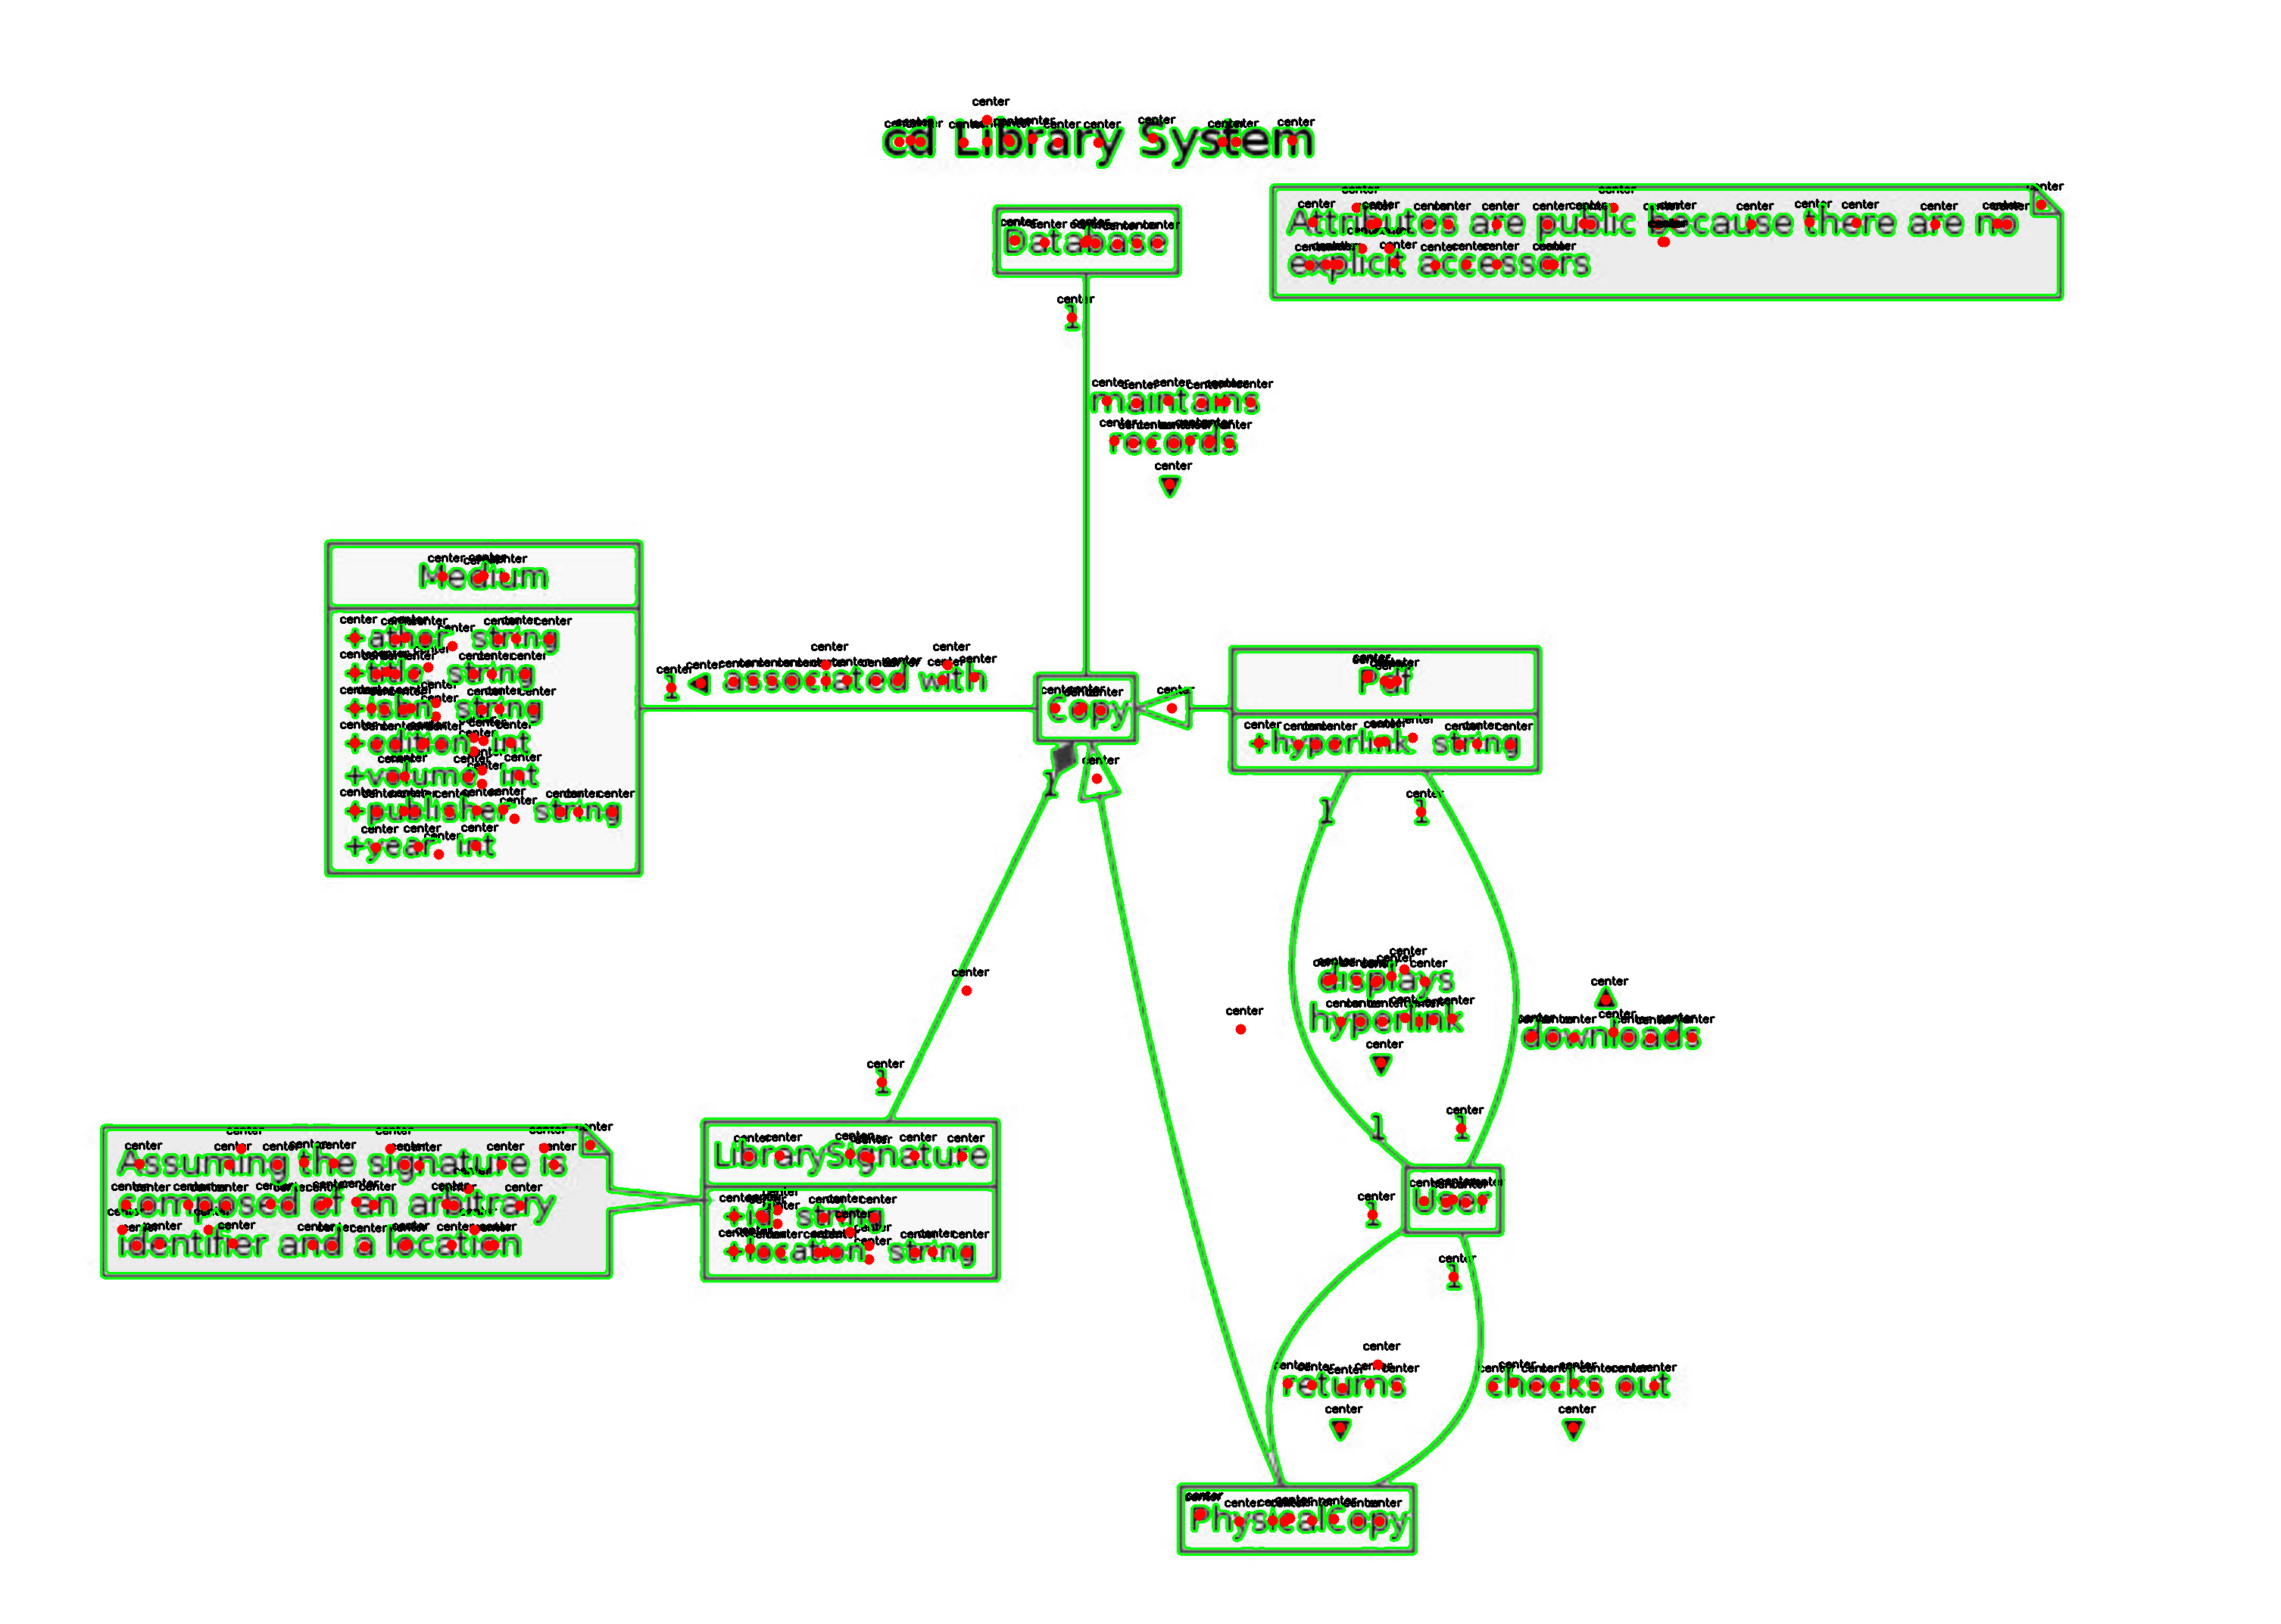 cd Library System
Attributes are public because there are no
explicit accessors
Database
1
maintains
records
Medium
+ather: string
+title: string
+isbn: string
+edition: int
+volume: int
+publisher: string
+year: int
1
associated with
Copy
1
Pdf
+hyperlink: string
1
1
displays
hyperlink
downloads
1
1
1
Assuming the signature is
composed of an arbitrary
identifier and a location
LibrarySignature
+id: string
+location: string
User
1
1
returns
checks out
PhysicalCopy